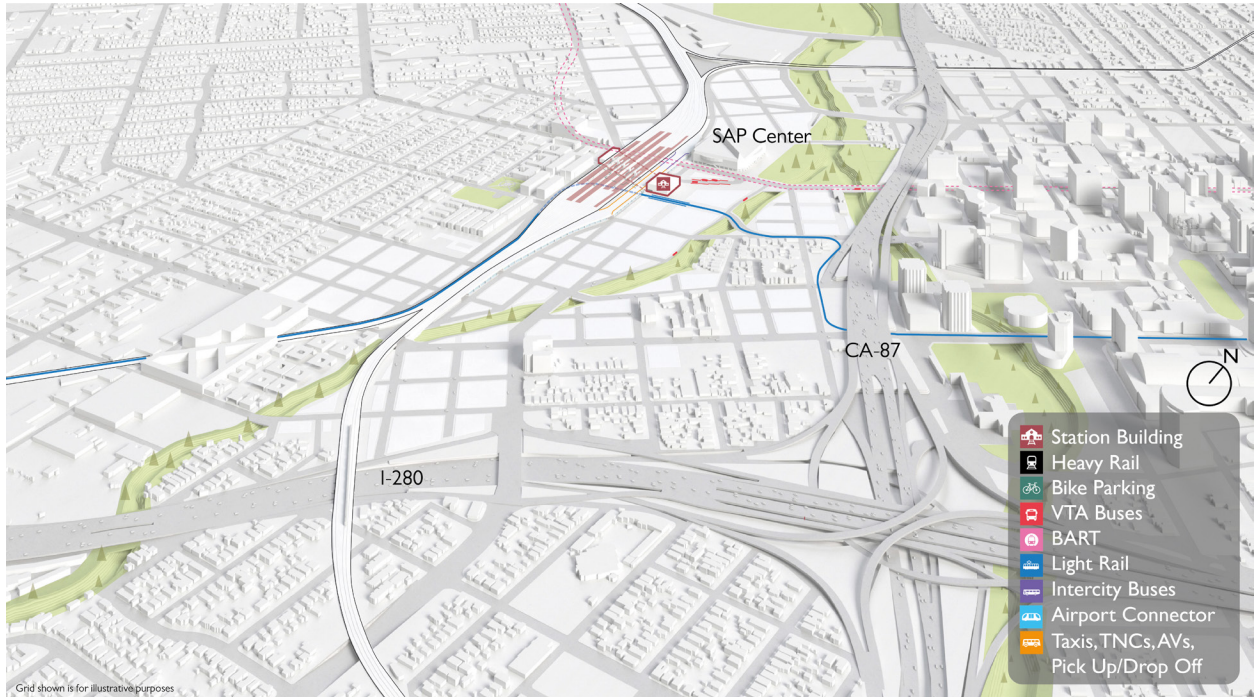 SAP Center
CA-87
N
I-280
Station Building
Heavy Rail
Bike Parking
VTA Buses
BART
Light Rail
Intercity Buses
Airport Connector
Taxis, TNCs, AVs,
Pick Up/Drop Off
Grid shown is for illustrative purposes